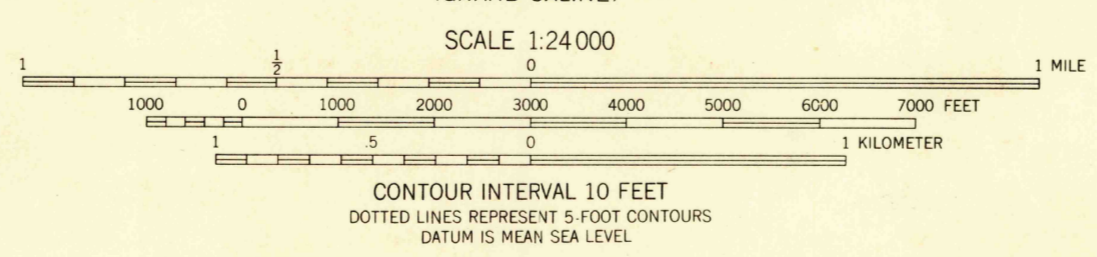 SCALE 1:24 000
1 1/2 0 1 MILE
1000 0 1000 2000 3000 4000 5000 6000 7000 FEET
1 .5 0 1 KILOMETER
CONTOUR INTERVAL 10 FEET
DOTTED LINES REPRESENT 5-FOOT CONTOURS
DATUM IS MEAN SEA LEVEL